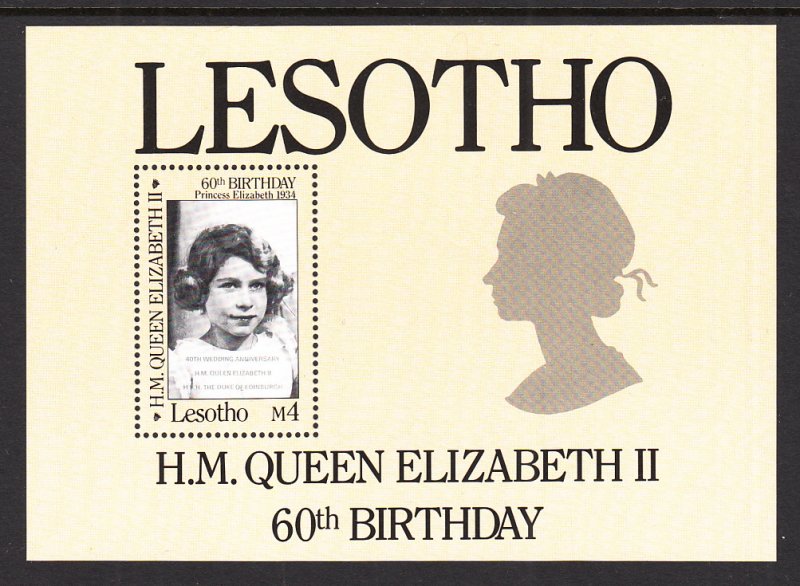 LESOTHO
60th BIRTHDAY
Princess Elizabeth 1934
H.M. QUEEN ELIZABETH II
40TH WEDDING ANNIVERSARY
H.M. QUEEN ELIZABETH II
H.R.H. THE DUKE OF EDINBURGH
Lesotho M4
H.M. QUEEN ELIZABETH II
60th BIRTHDAY